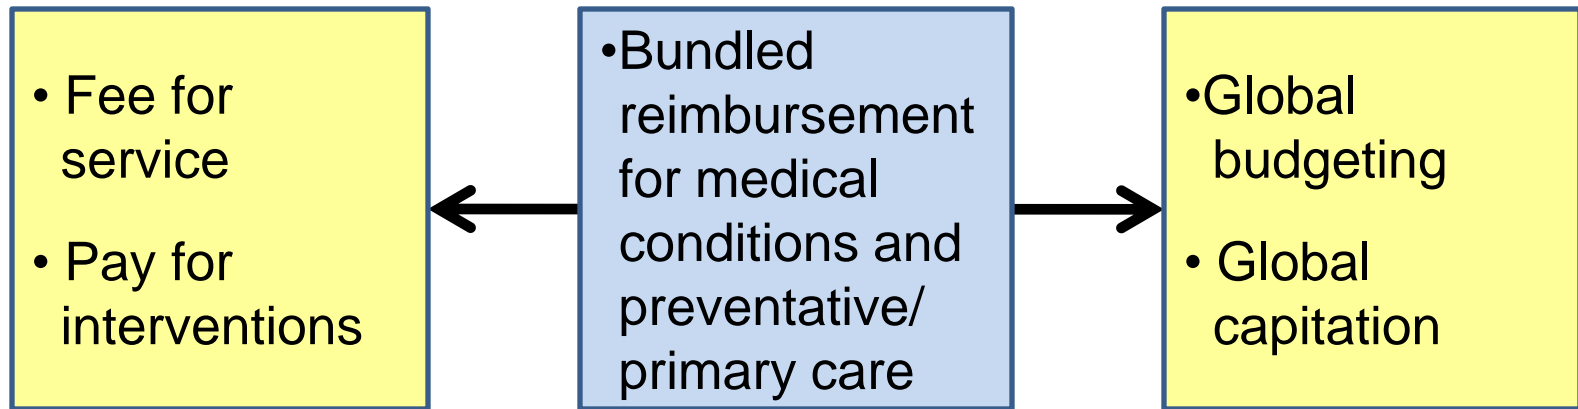 • Fee for
service
• Pay for
interventions
•Bundled
reimbursement
for medical
conditions and
preventative/
primary care
•Global
budgeting
• Global
capitation